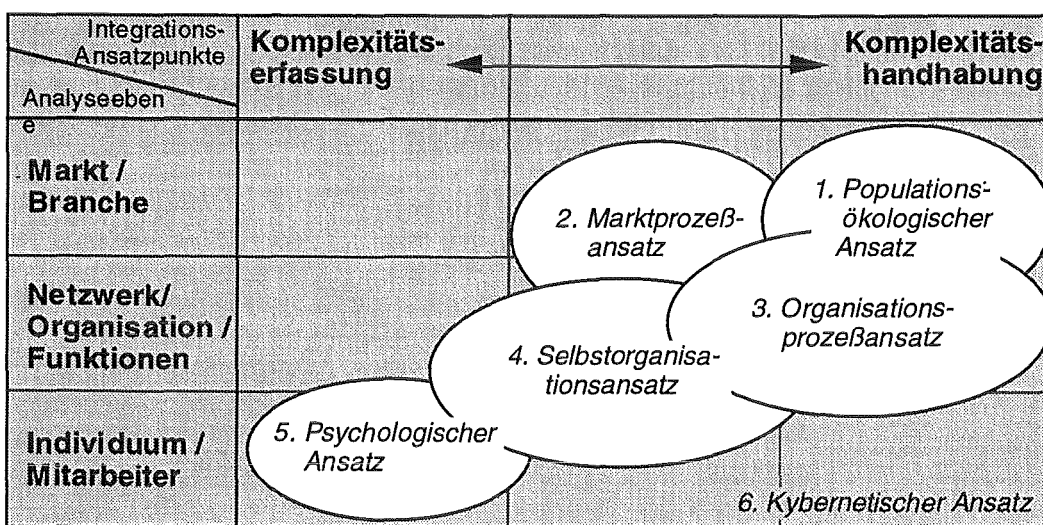 Integrations-
Ansatzpunkte
Analyseeben
e
Komplexitäts-
erfassung
Komplexitäts-
handhabung
Markt /
Branche
Netzwerk/
Organisation /
Funktionen
Individuum /
Mitarbeiter
1. Populations-
ökologischer
Ansatz
2. Marktprozeß-
ansatz
3. Organisations-
prozeßansatz
4. Selbstorganisa-
tionsansatz
5. Psychologischer
Ansatz
6. Kybernetischer Ansatz